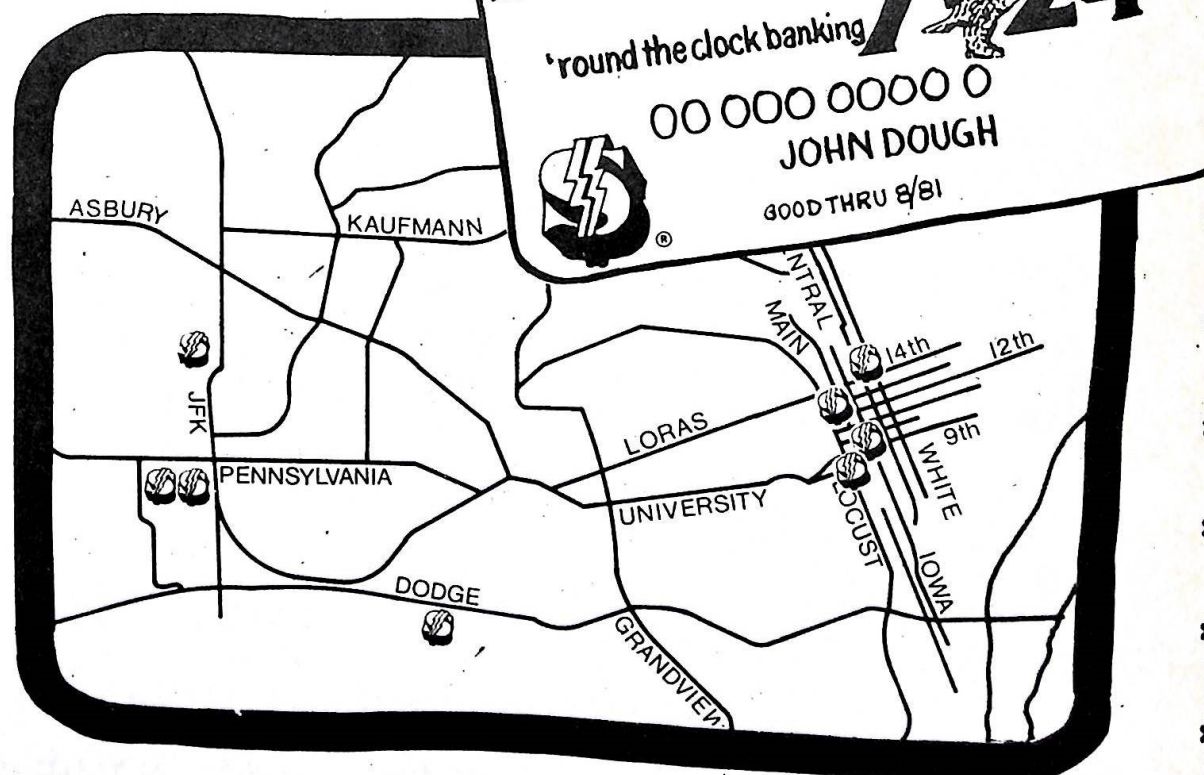 'round the clock banking
24
00 000 0000 0
JOHN DOUGH
GOOD THRU 8/81
®
ASBURY
KAUFMANN
NTRAL
MAIN
14th
12th
JFK
LORAS
9th
PENNSYLVANIA
WHITE
UNIVERSITY
LOCUST
IOWA
DODGE
GRANDVIEW